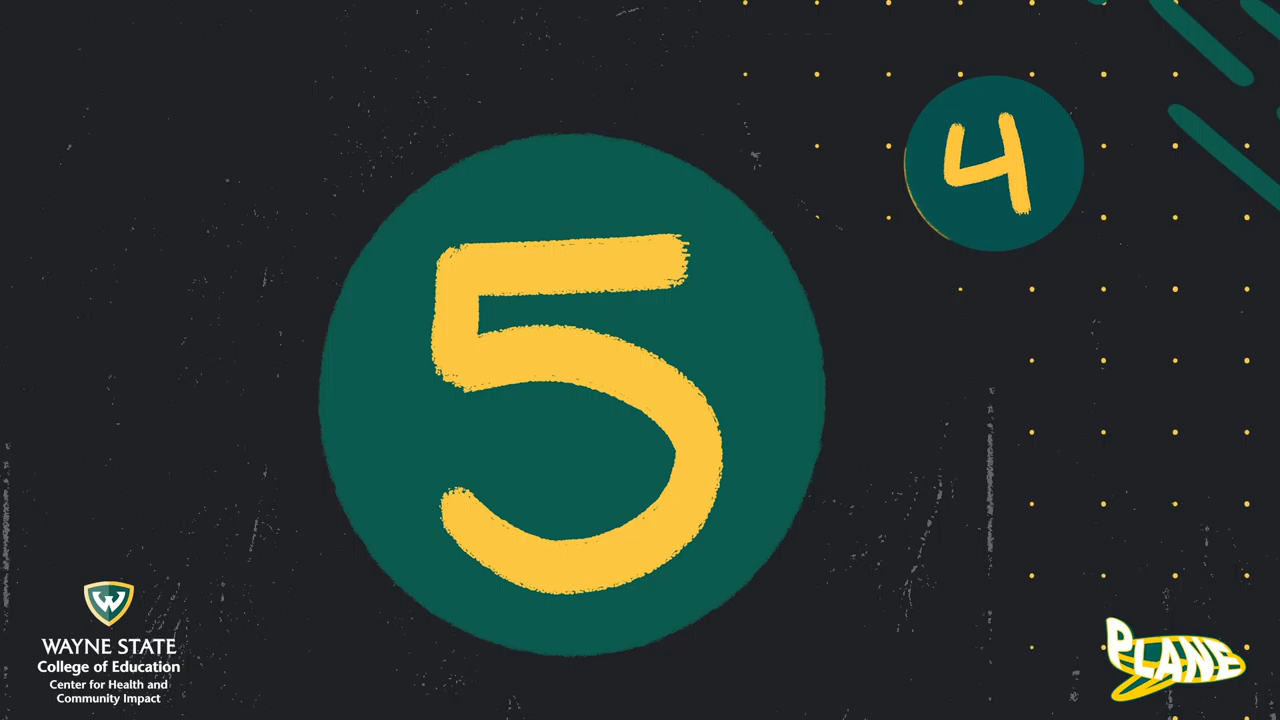 4
5
W
WAYNE STATE
College of Education
Center for Health and
Community Impact
PLANE